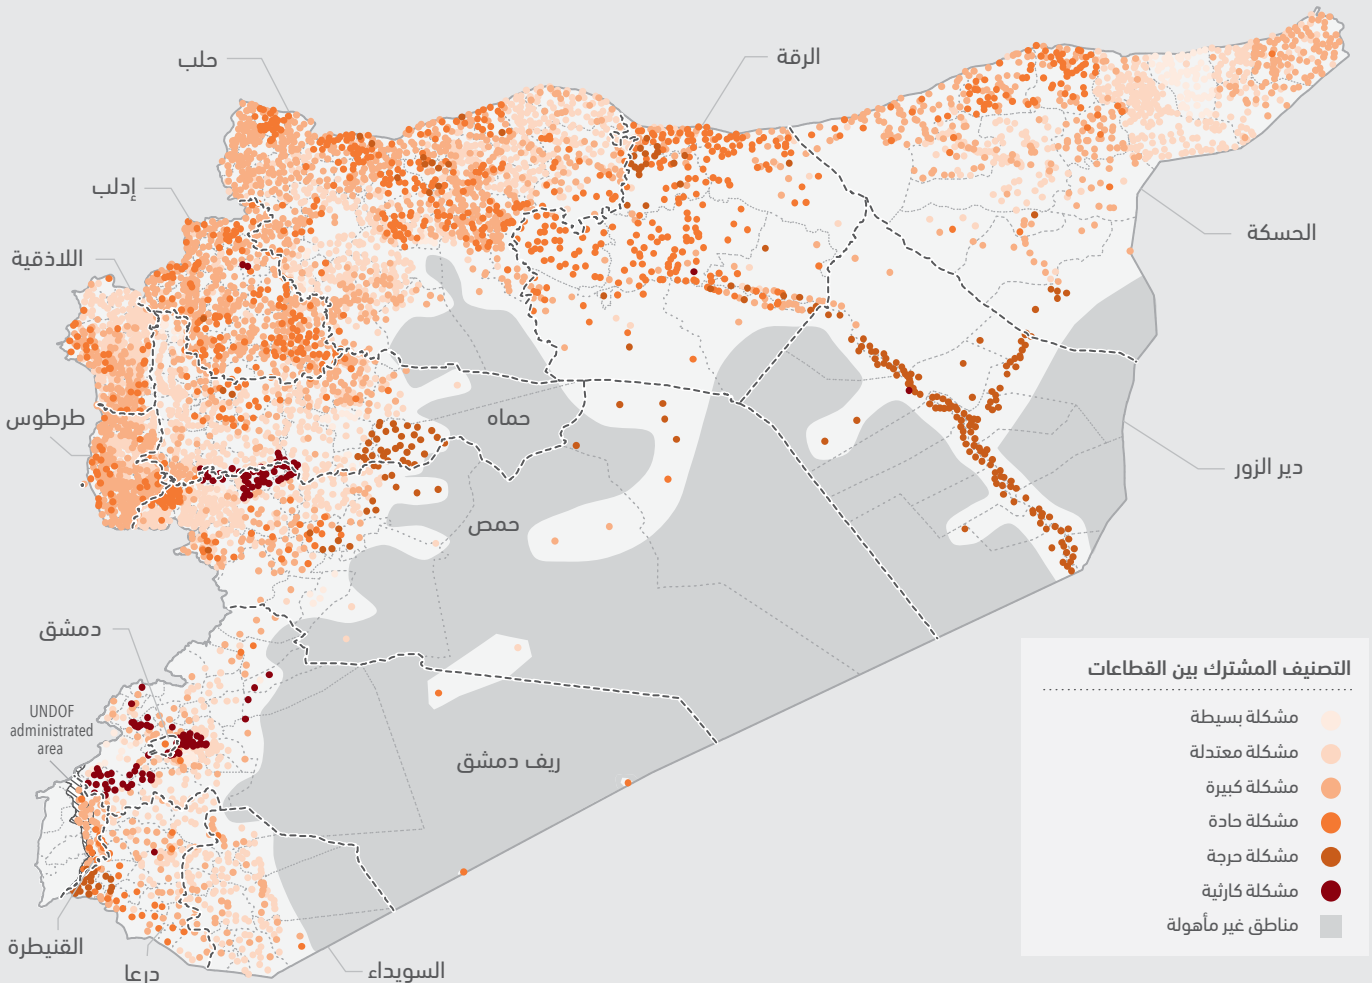 حلب
الرقة
إدلب
الحسكة
اللاذقية
طرطوس
حماه
دير الزور
حمص
دمشق
UNDOF
administrated
area
ريف دمشق
القنيطرة
درعا
السويداء
التصنيف المشترك بين القطاعات
مشكلة بسيطة
مشكلة معتدلة
مشكلة كبيرة
مشكلة حادة
مشكلة حرجة
مشكلة كارثية
مناطق غير مأهولة